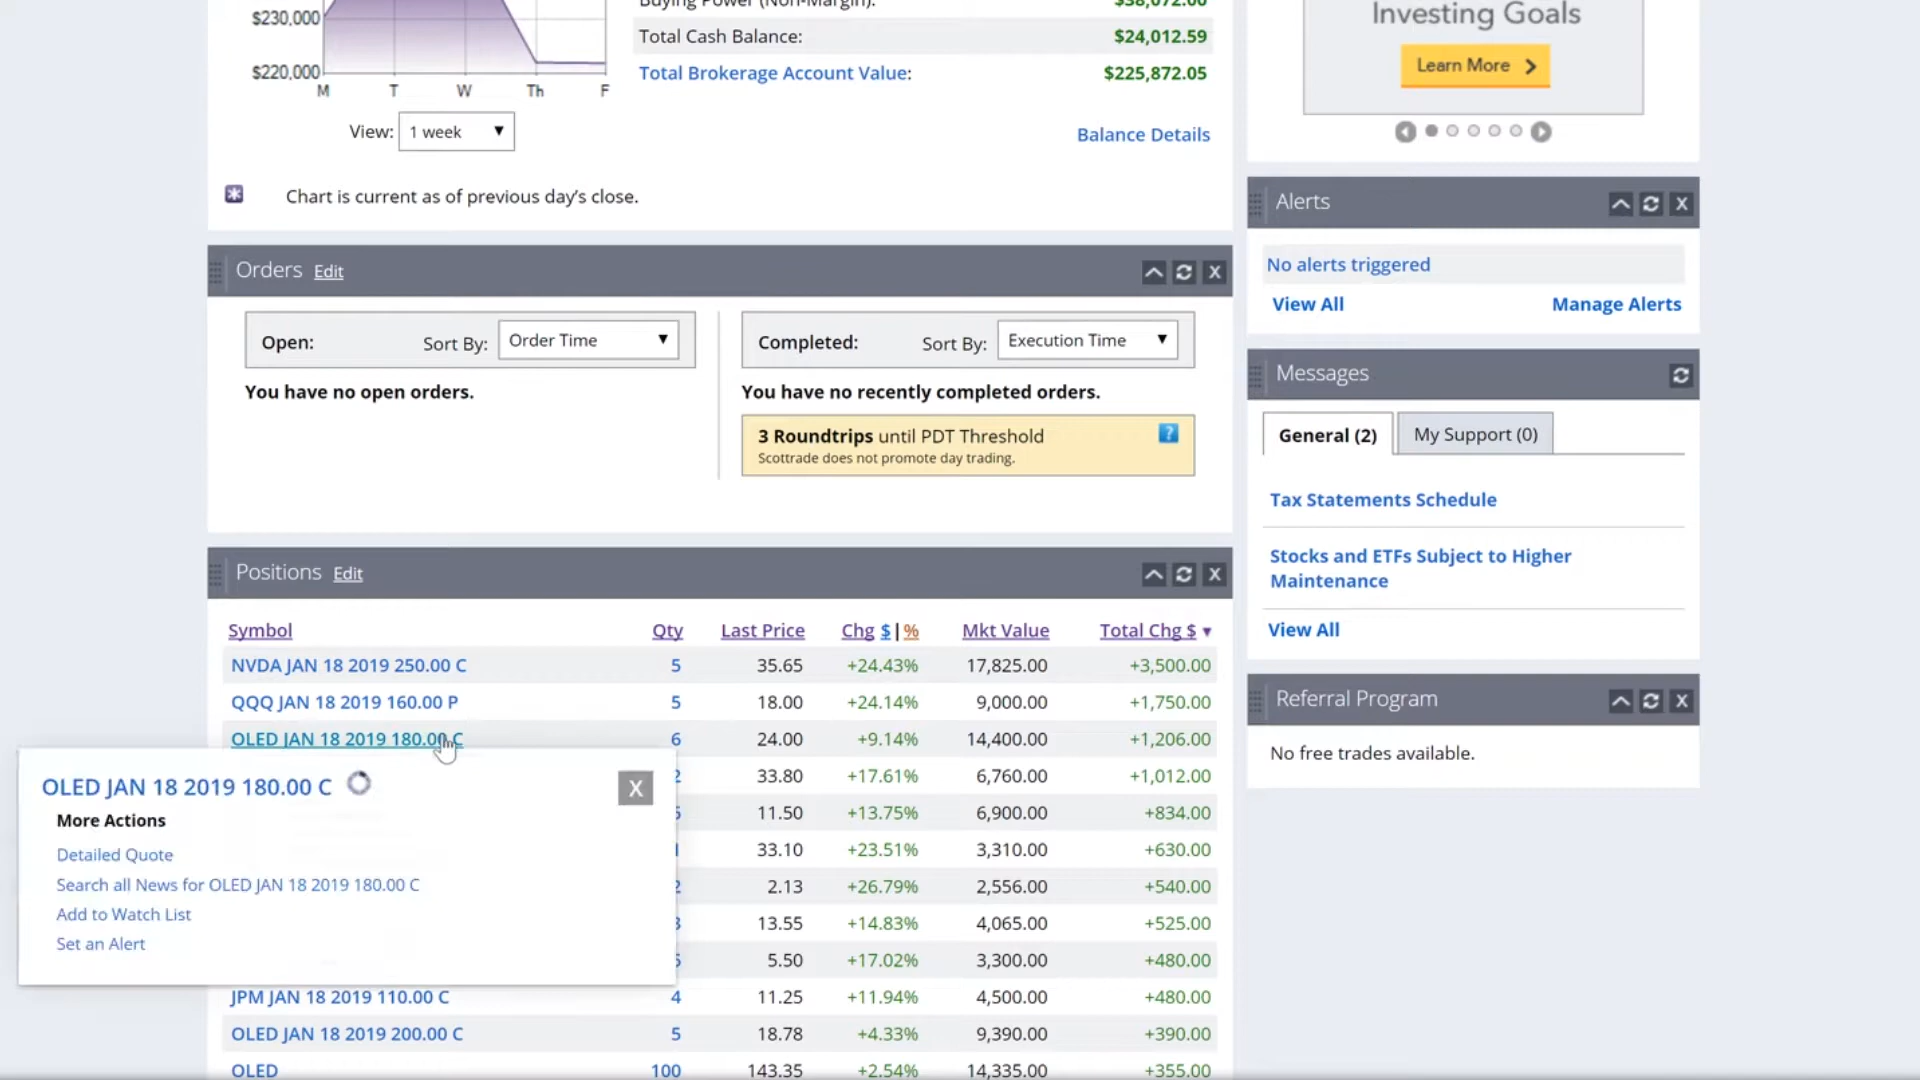 Investing Goals
Learn More
$230,000
$220,000
M T W Th F
View: 1 week
Buying Power (Non-Margin): $38,072.00
Total Cash Balance: $24,012.59
Total Brokerage Account Value: $225,872.05
Balance Details
Chart is current as of previous day's close.
Orders Edit
Open: Sort By: Order Time
You have no open orders.
Completed: Sort By: Execution Time
You have no recently completed orders.
3 Roundtrips until PDT Threshold
Scottrade does not promote day trading.
Positions Edit
Symbol Qty Last Price Chg $|% Mkt Value Total Chg $
NVDA JAN 18 2019 250.00 C 5 35.65 +24.43% 17,825.00 +3,500.00
QQQ JAN 18 2019 160.00 P 5 18.00 +24.14% 9,000.00 +1,750.00
OLED JAN 18 2019 180.00 C 6 24.00 +9.14% 14,400.00 +1,206.00
33.80 +17.61% 6,760.00 +1,012.00
11.50 +13.75% 6,900.00 +834.00
33.10 +23.51% 3,310.00 +630.00
2.13 +26.79% 2,556.00 +540.00
13.55 +14.83% 4,065.00 +525.00
5.50 +17.02% 3,300.00 +480.00
JPM JAN 18 2019 110.00 C 4 11.25 +11.94% 4,500.00 +480.00
OLED JAN 18 2019 200.00 C 5 18.78 +4.33% 9,390.00 +390.00
OLED 100 143.35 +2.54% 14,335.00 +355.00
OLED JAN 18 2019 180.00 C X
More Actions
Detailed Quote
Search all News for OLED JAN 18 2019 180.00 C
Add to Watch List
Set an Alert
Alerts
No alerts triggered
View All Manage Alerts
Messages
General (2) My Support (0)
Tax Statements Schedule
Stocks and ETFs Subject to Higher
Maintenance
View All
Referral Program
No free trades available.